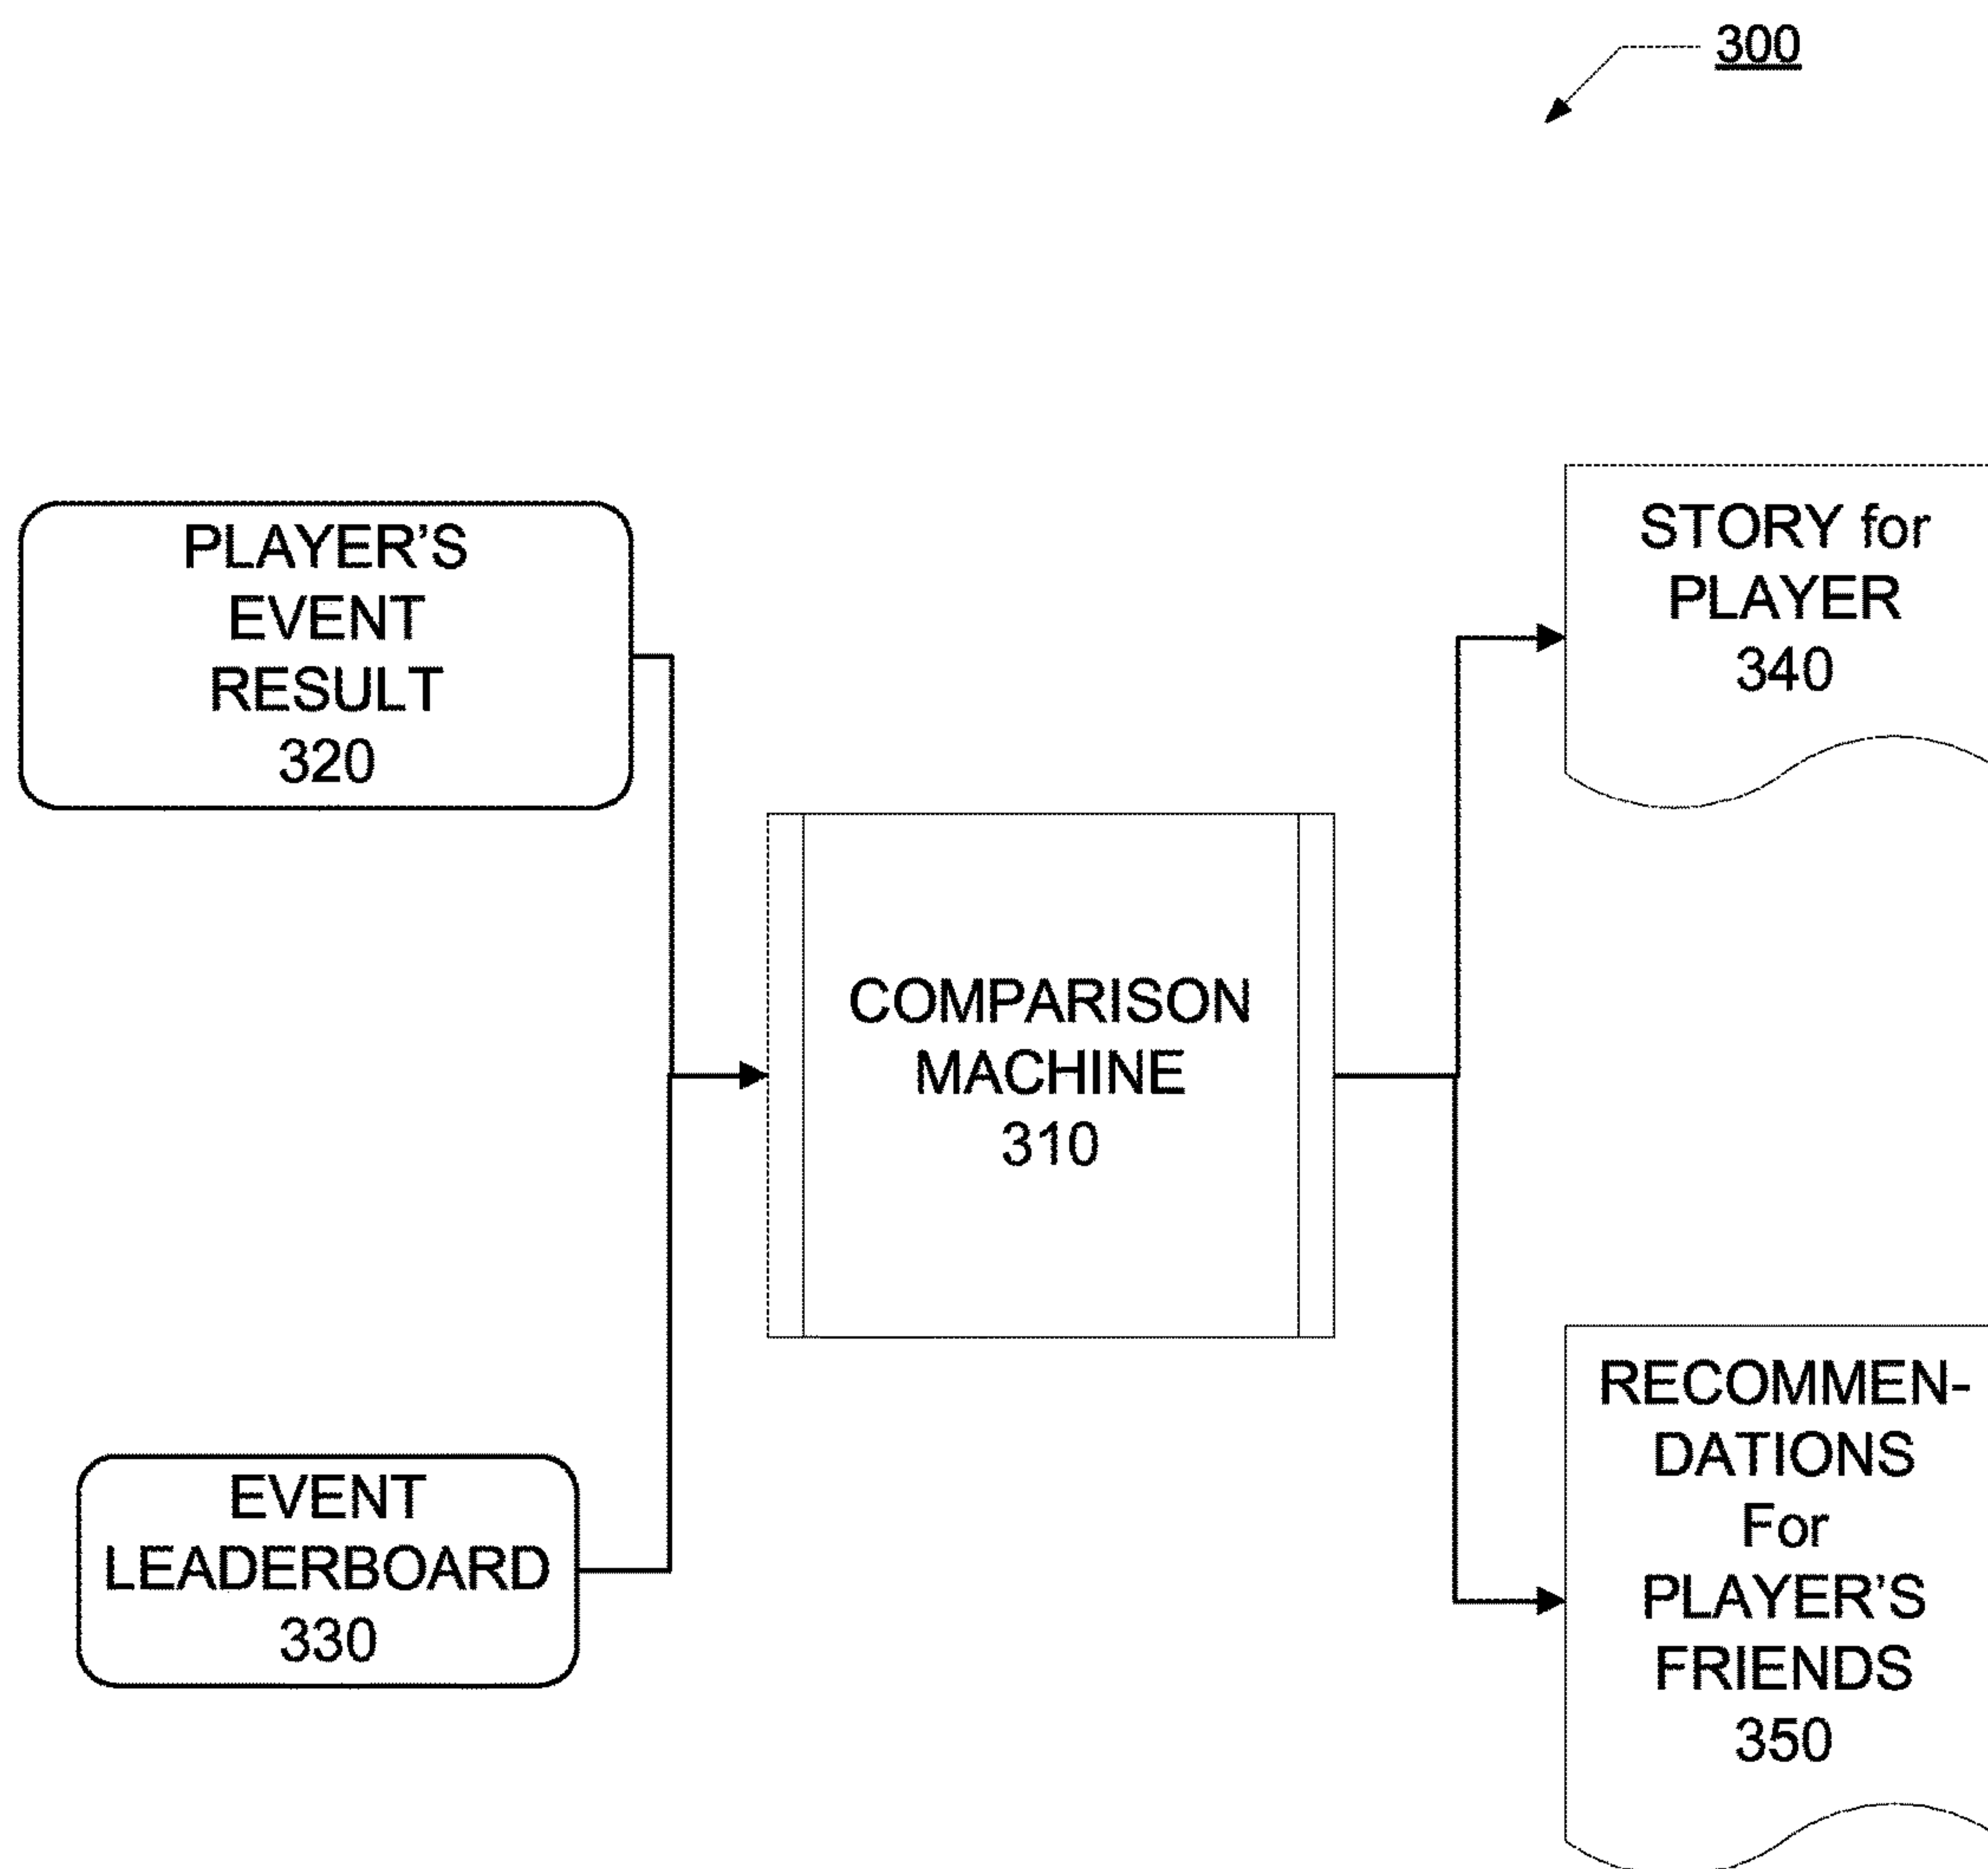 300
PLAYER’S
EVENT
RESULT
320
EVENT
LEADERBOARD
330
COMPARISON
MACHINE
310
STORY for
PLAYER
340
RECOMMEN-
DATIONS
For
PLAYER’S
FRIENDS
350